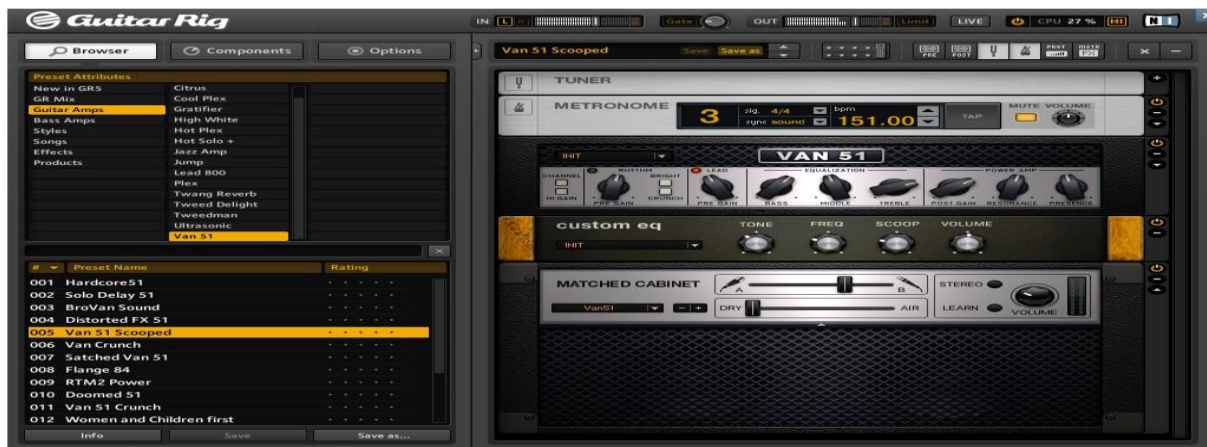 Guitar Rig
IN L R Gate OUT Limit LIVE CPU 27 % HI N I
Browser Components Options
Van 51 Scooped Save Save as PRE POST PRST MSTR FX
Preset Attributes
New in GR5 Citrus
GR Mix Cool Plex
Guitar Amps Gratifier
Bass Amps High White
Styles Hot Plex
Songs Hot Solo +
Effects Jazz Amp
Products Jump
Lead 800
Plex
Twang Reverb
Tweed Delight
Tweedman
Ultrasonic
Van 51
# Preset Name Rating
001 Hardcore51
002 Solo Delay 51
003 BroVan Sound
004 Distorted FX 51
005 Van 51 Scooped
006 Van Crunch
007 Satched Van 51
008 Flange 84
009 RTM2 Power
010 Doomed 51
011 Van 51 Crunch
012 Women and Children first
Info Save Save as...
TUNER
METRONOME 3 sig. 4/4 bpm MUTE VOLUME
sync sound 151.00 TAP
INIT VAN 51
CHANNEL RHYTHM BRIGHT LEAD EQUALIZATION POWER AMP
HI GAIN PRE GAIN CRUNCH PRE GAIN BASS MIDDLE TREBLE POST GAIN RESONANCE PRESENCE
custom eq TONE FREQ SCOOP VOLUME
INIT
MATCHED CABINET A B STEREO
Van51 DRY AIR LEARN VOLUME